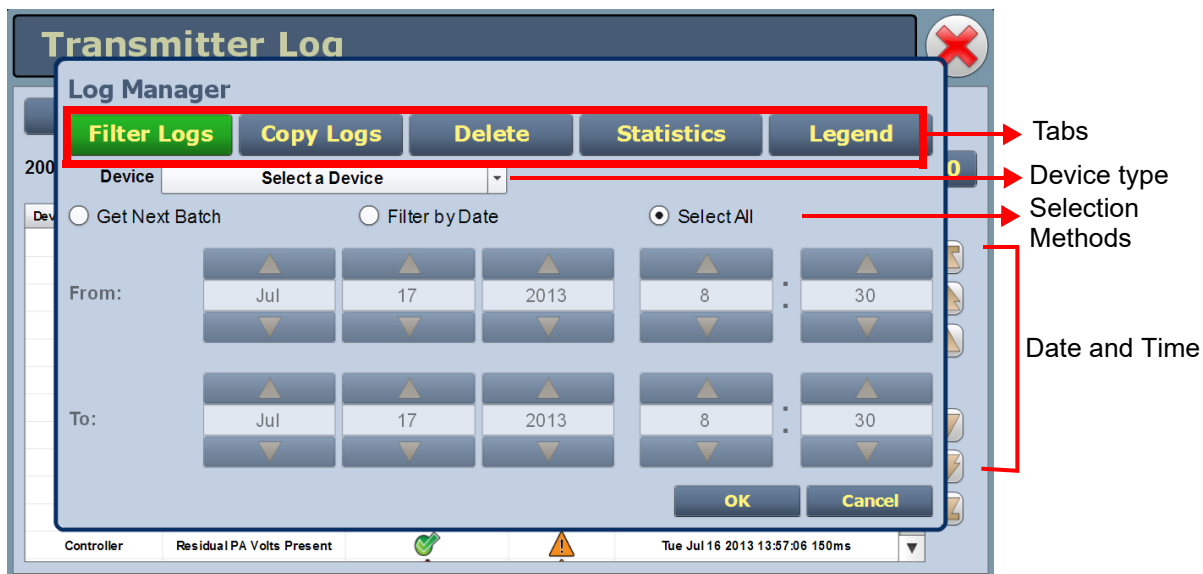 Transmitter Log
Log Manager
Filter Logs Copy Logs Delete Statistics Legend
Tabs
200
0
Device Select a Device
Device type
Dev
Get Next Batch Filter by Date Select All
Selection
Methods
From: Jul 17 2013 8 : 30
Date and Time
To: Jul 17 2013 8 : 30
OK Cancel
Controller Residual PA Volts Present Tue Jul 16 2013 13:57:06 150ms